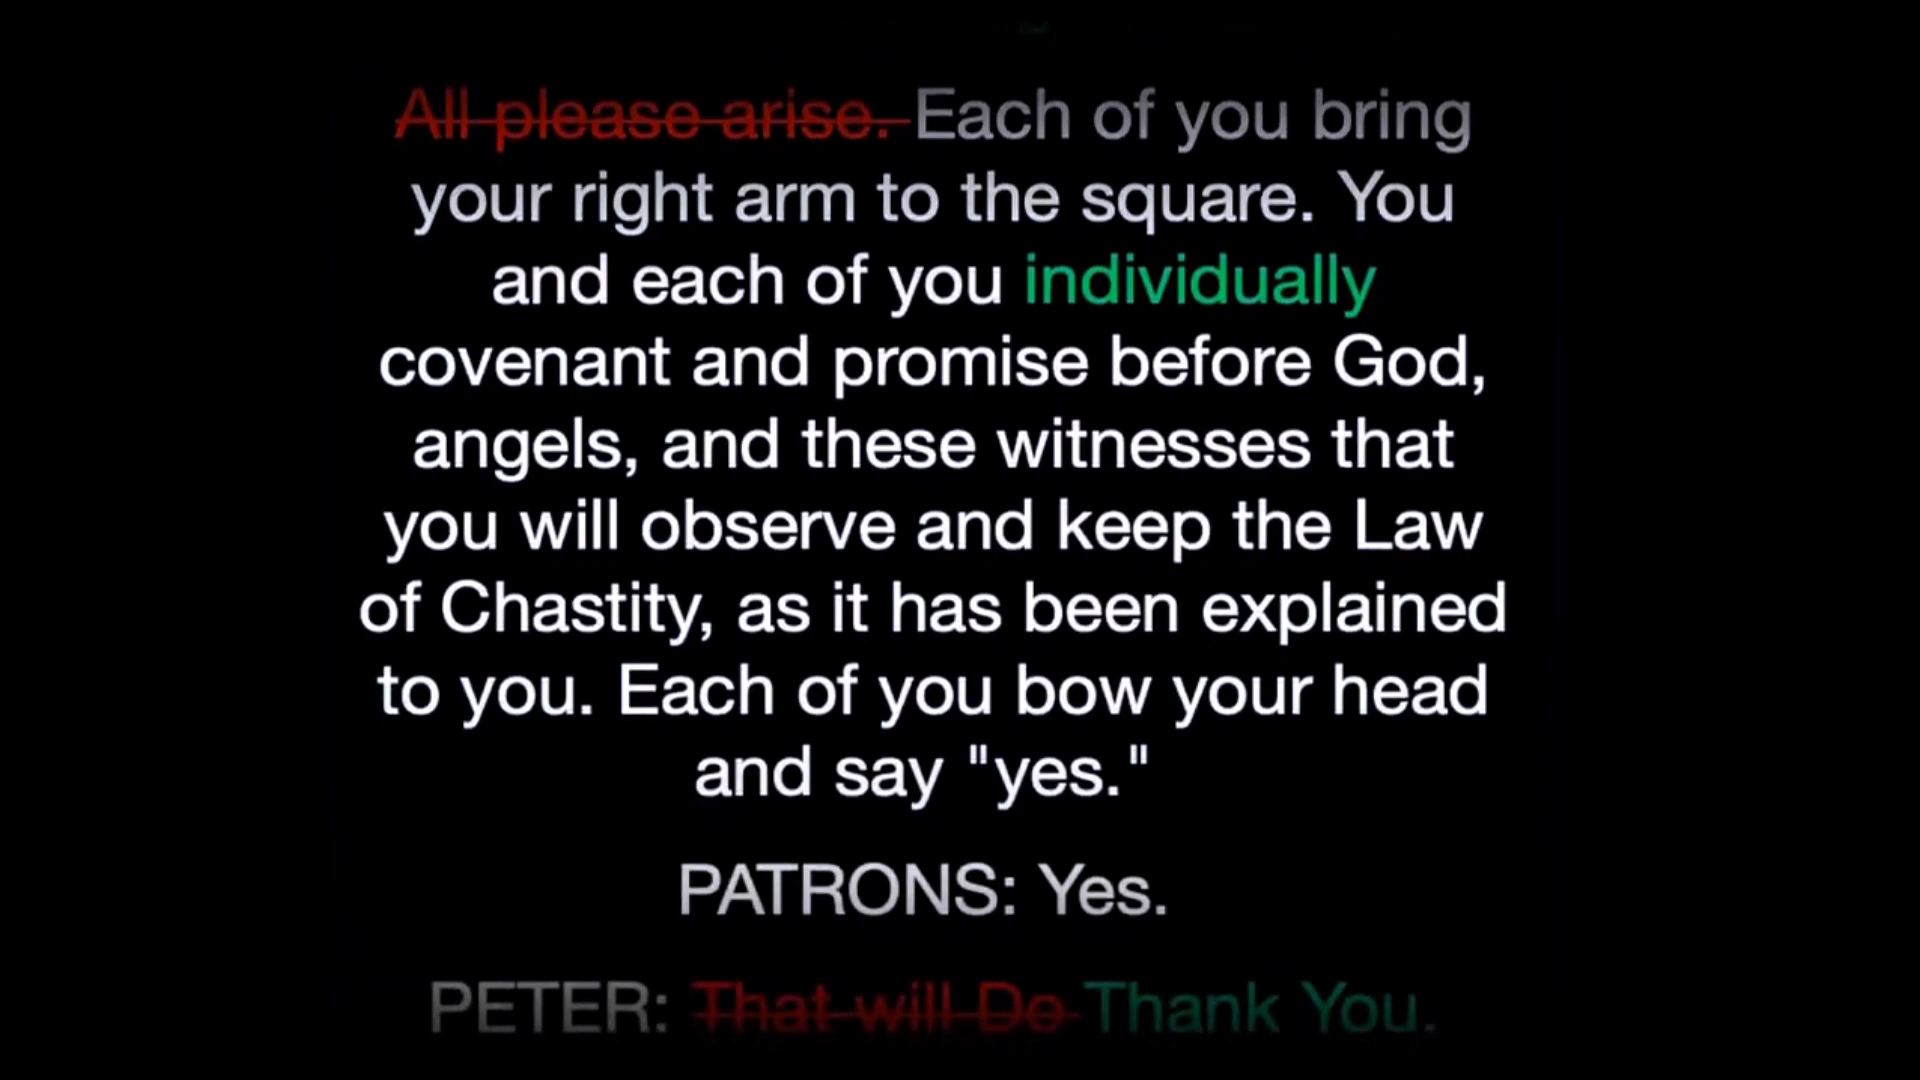 All please arise. Each of you bring
your right arm to the square. You
and each of you individually
covenant and promise before God,
angels, and these witnesses that
you will observe and keep the Law
of Chastity, as it has been explained
to you. Each of you bow your head
and say "yes."
PATRONS: Yes.
PETER: That will Do Thank You.